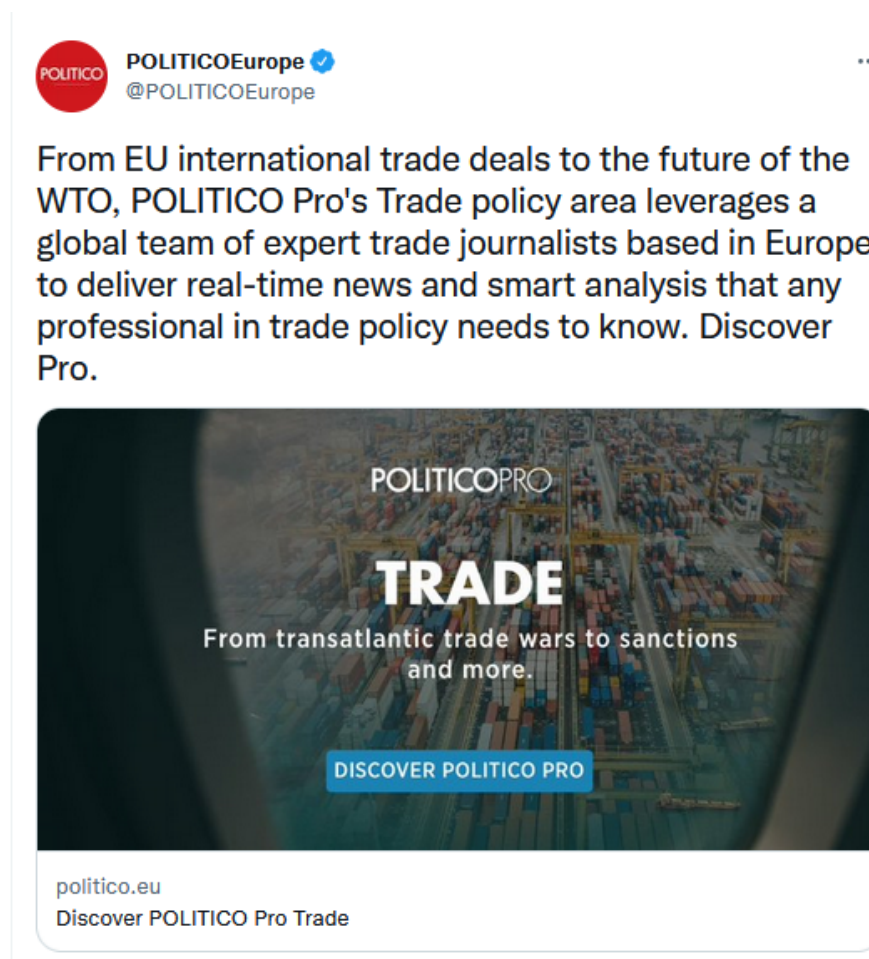 POLITICO
POLITICOEurope
@POLITICOEurope
From EU international trade deals to the future of the
WTO, POLITICO Pro's Trade policy area leverages a
global team of expert trade journalists based in Europe
to deliver real-time news and smart analysis that any
professional in trade policy needs to know. Discover
Pro.
POLITICOPRO
TRADE
From transatlantic trade wars to sanctions
and more.
DISCOVER POLITICO PRO
politico.eu
Discover POLITICO Pro Trade